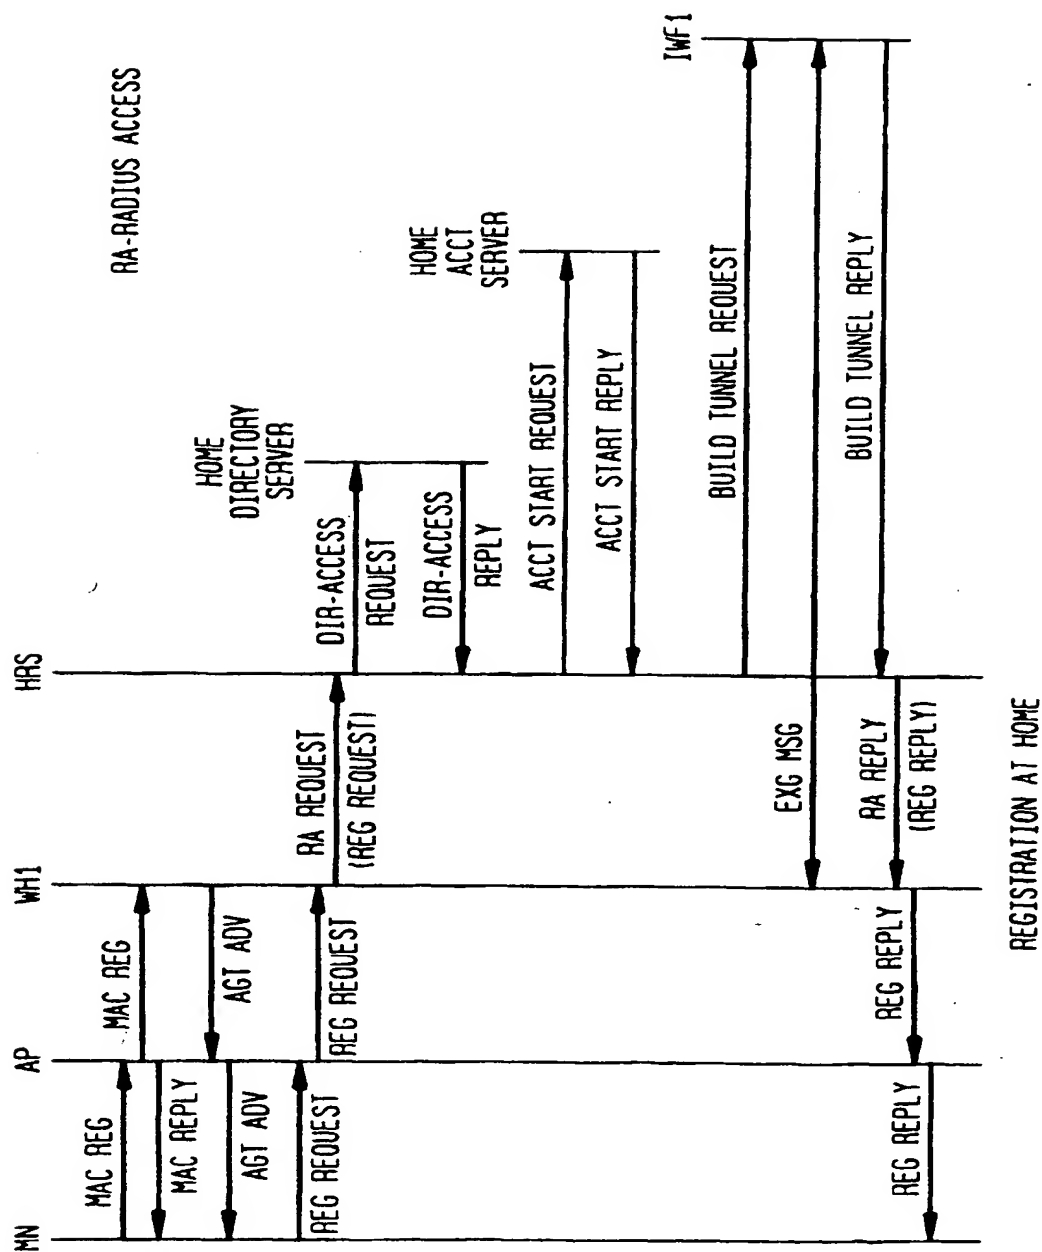 RA-RADIUS ACCESS
MN
AP
WH1
HRS
HOME
DIRECTORY
SERVER
HOME
ACCT
SERVER
IWF1
MAC REG
MAC REG
MAC REPLY
AGT ADV
AGT ADV
REG REQUEST
REG REQUEST
RA REQUEST
(REG REQUEST)
DIR-ACCESS
REQUEST
DIR-ACCESS
REPLY
ACCT START REQUEST
ACCT START REPLY
BUILD TUNNEL REQUEST
EXG MSG
BUILD TUNNEL REPLY
RA REPLY
(REG REPLY)
REG REPLY
REG REPLY
REGISTRATION AT HOME